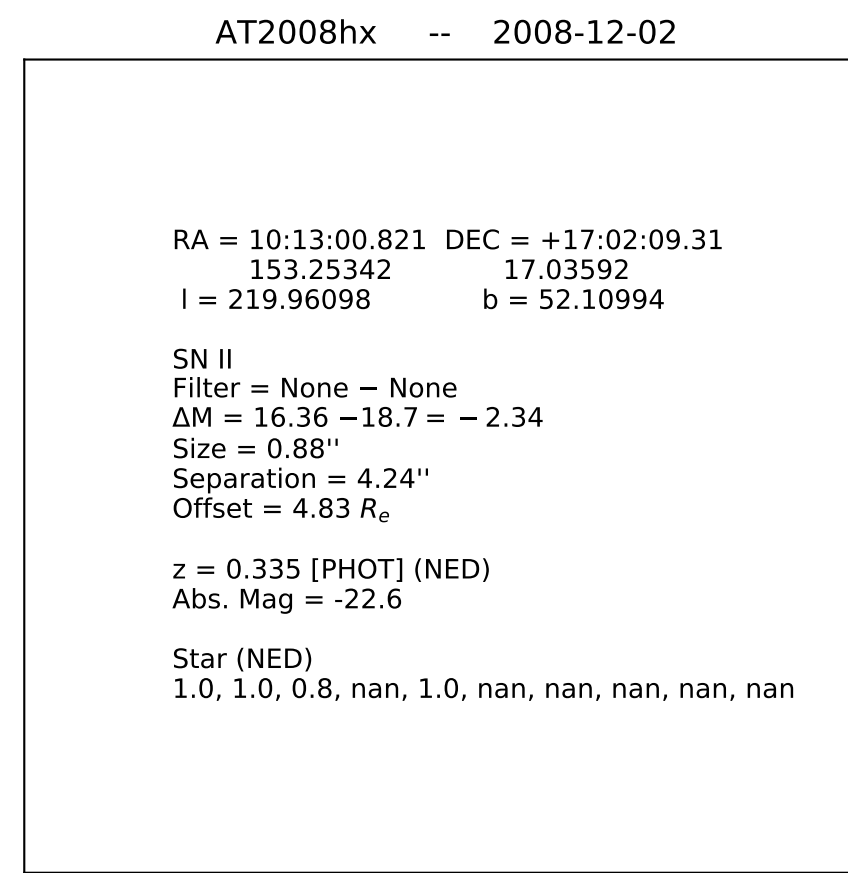 AT2008hx -- 2008-12-02
RA = 10:13:00.821 DEC = +17:02:09.31
153.25342 17.03592
l = 219.96098 b = 52.10994
SN II
Filter = None − None
ΔM = 16.36 −18.7 = − 2.34
Size = 0.88''
Separation = 4.24''
Offset = 4.83 Rₑ
z = 0.335 [PHOT] (NED)
Abs. Mag = -22.6
Star (NED)
1.0, 1.0, 0.8, nan, 1.0, nan, nan, nan, nan, nan